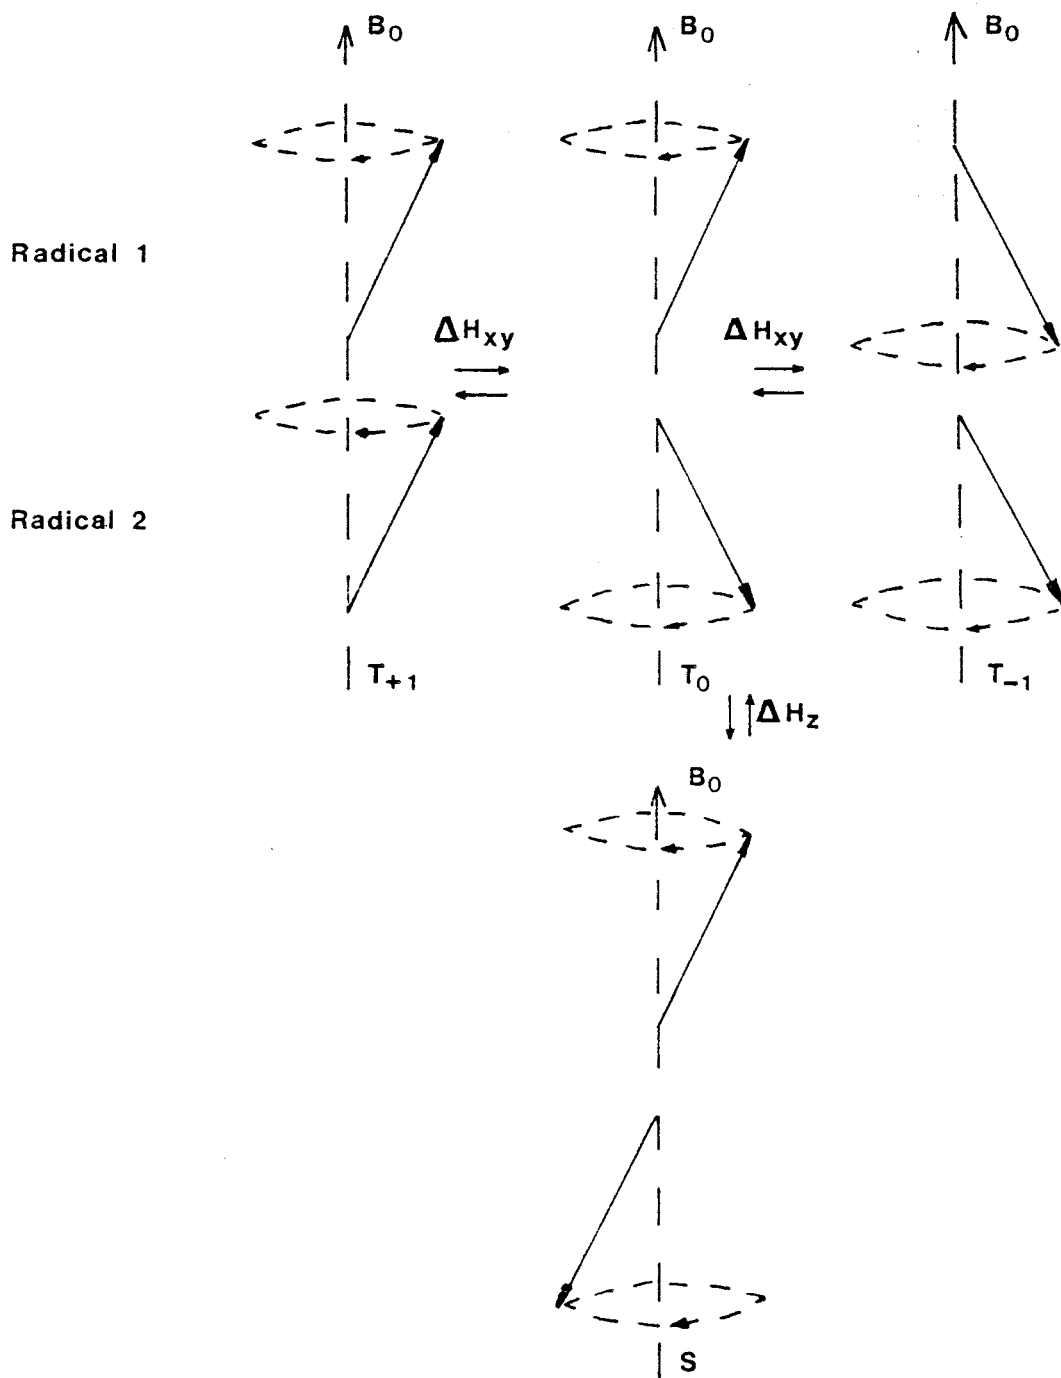 B₀ B₀ B₀
Radical 1
ΔHxy ΔHxy
Radical 2
T₊₁ T₀ T₋₁
ΔHz
B₀
S